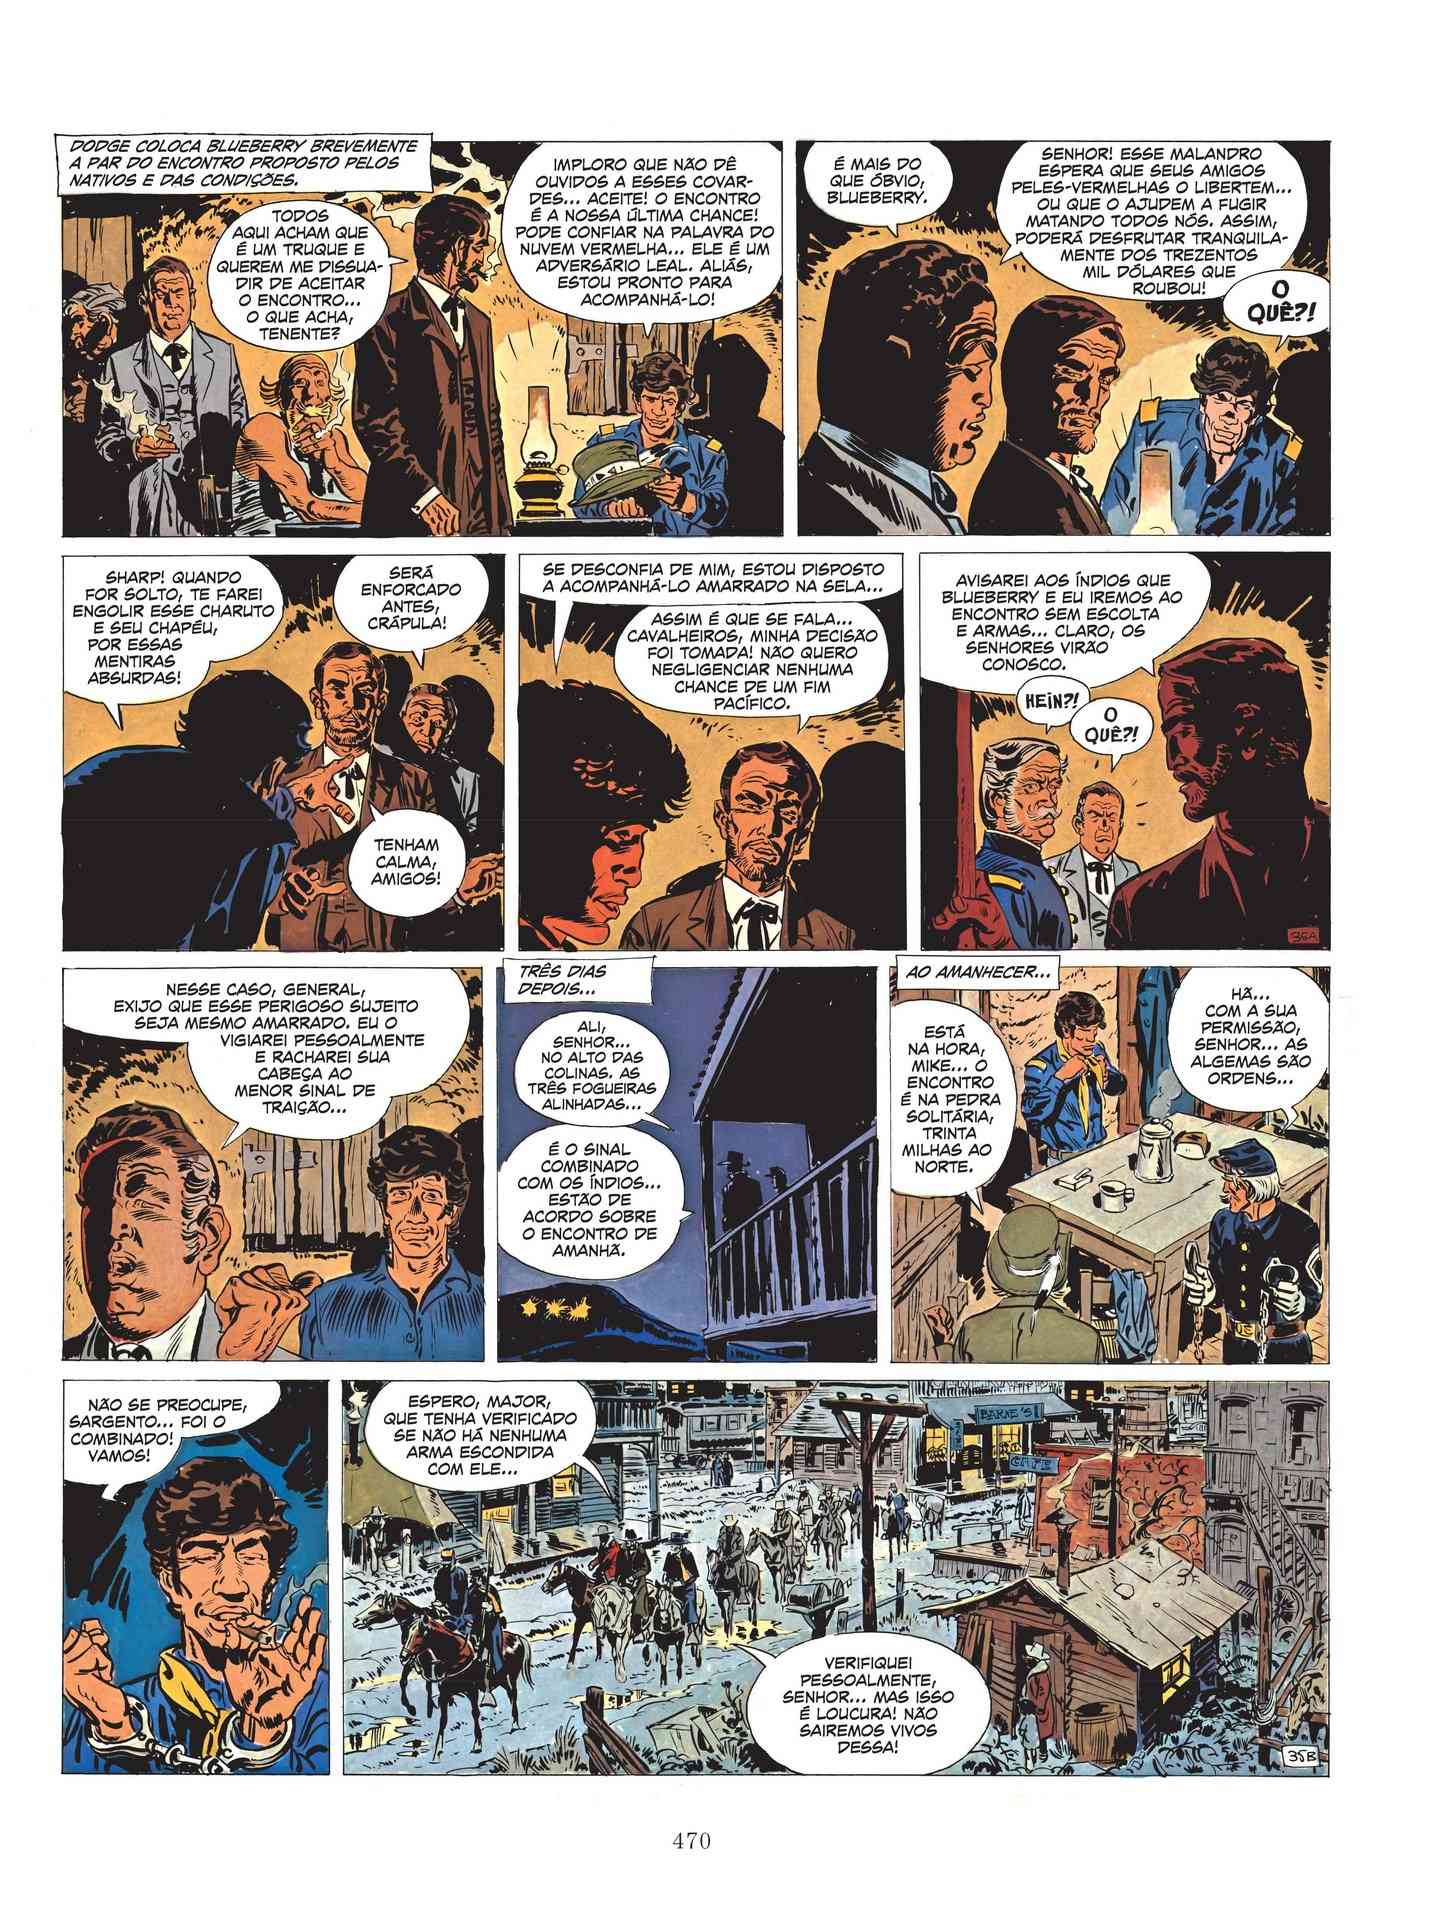 DODGE COLOCA BLUEBERRY BREVEMENTE
A PAR DO ENCONTRO PROPOSTO PELOS
NATIVOS E DAS CONDIÇÕES.
TODOS
AQUI ACHAM QUE
É UM TRUQUE E
QUEREM ME DISSUA-
DIR DE ACEITAR
O ENCONTRO...
O QUE ACHA,
TENENTE?
IMPLORO QUE NÃO DÊ
OUVIDOS A ESSES COVAR-
DES... ACEITE! O ENCONTRO
É A NOSSA ÚLTIMA CHANCE!
PODE CONFIAR NA PALAVRA DO
NUVEM VERMELHA... ELE É UM
ADVERSÁRIO LEAL. ALIÁS,
ESTOU PRONTO PARA
ACOMPANHÁ-LO!
É MAIS DO
QUE ÓBVIO,
BLUEBERRY.
SENHOR! ESSE MALANDRO
ESPERA QUE SEUS AMIGOS
PELES-VERMELHAS O LIBERTEM...
OU QUE O AJUDEM A FUGIR
MATANDO TODOS NÓS. ASSIM,
PODERÁ DESFRUTAR TRANQUILA-
MENTE DOS TREZENTOS
MIL DÓLARES QUE
ROUBOU!
O
QUÊ?!
SHARP! QUANDO
FOR SOLTO, TE FAREI
ENGOLIR ESSE CHARUTO
E SEU CHAPÉU,
POR ESSAS
MENTIRAS
ABSURDAS!
SERÁ
ENFORCADO
ANTES,
CRÁPULA!
TENHAM
CALMA,
AMIGOS!
SE DESCONFIA DE MIM, ESTOU DISPOSTO
A ACOMPANHÁ-LO AMARRADO NA SELA...
ASSIM É QUE SE FALA...
CAVALHEIROS, MINHA DECISÃO
FOI TOMADA! NÃO QUERO
NEGLIGENCIAR NENHUMA
CHANCE DE UM FIM
PACÍFICO.
AVISAREI AOS ÍNDIOS QUE
BLUEBERRY E EU IREMOS AO
ENCONTRO SEM ESCOLTA
E ARMAS... CLARO, OS
SENHORES VIRÃO
CONOSCO.
HEIN?!
O
QUÊ?!
35A
NESSE CASO, GENERAL,
EXIJO QUE ESSE PERIGOSO SUJEITO
SEJA MESMO AMARRADO. EU O
VIGIAREI PESSOALMENTE
E RACHAREI SUA
CABEÇA AO
MENOR SINAL DE
TRAIÇÃO...
TRÊS DIAS
DEPOIS...
ALI,
SENHOR...
NO ALTO DAS
COLINAS. AS
TRÊS FOGUEIRAS
ALINHADAS...
É O SINAL
COMBINADO
COM OS ÍNDIOS...
ESTÃO DE
ACORDO SOBRE
O ENCONTRO DE
AMANHÃ.
AO AMANHECER...
ESTÁ
NA HORA,
MIKE... O
ENCONTRO
É NA PEDRA
SOLITÁRIA,
TRINTA
MILHAS AO
NORTE.
HÃ...
COM A SUA
PERMISSÃO,
SENHOR... AS
ALGEMAS SÃO
ORDENS...
US
NÃO SE PREOCUPE,
SARGENTO... FOI O
COMBINADO!
VAMOS!
ESPERO, MAJOR,
QUE TENHA VERIFICADO
SE NÃO HÁ NENHUMA
ARMA ESCONDIDA
COM ELE...
BARNE'S
CAFE
VERIFIQUEI
PESSOALMENTE,
SENHOR... MAS ISSO
É LOUCURA! NÃO
SAIREMOS VIVOS
DESSA!
35B
470